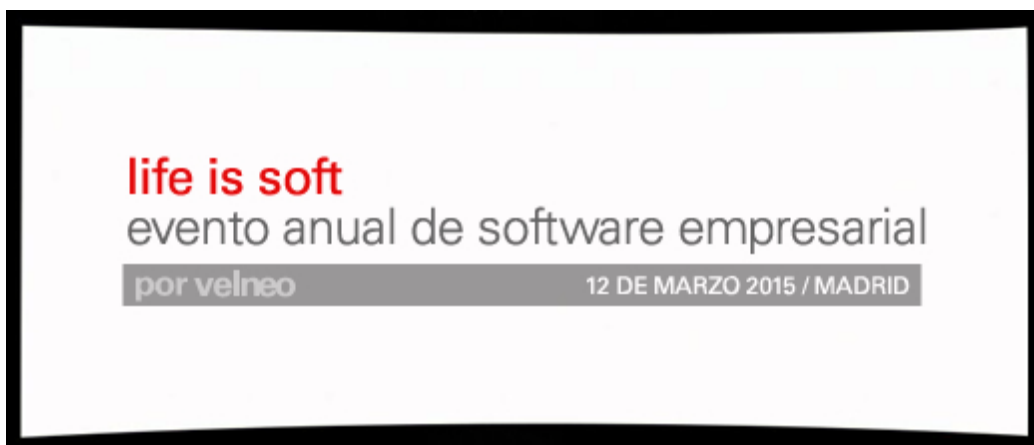 life is soft
evento anual de software empresarial
por velneo 12 DE MARZO 2015 / MADRID